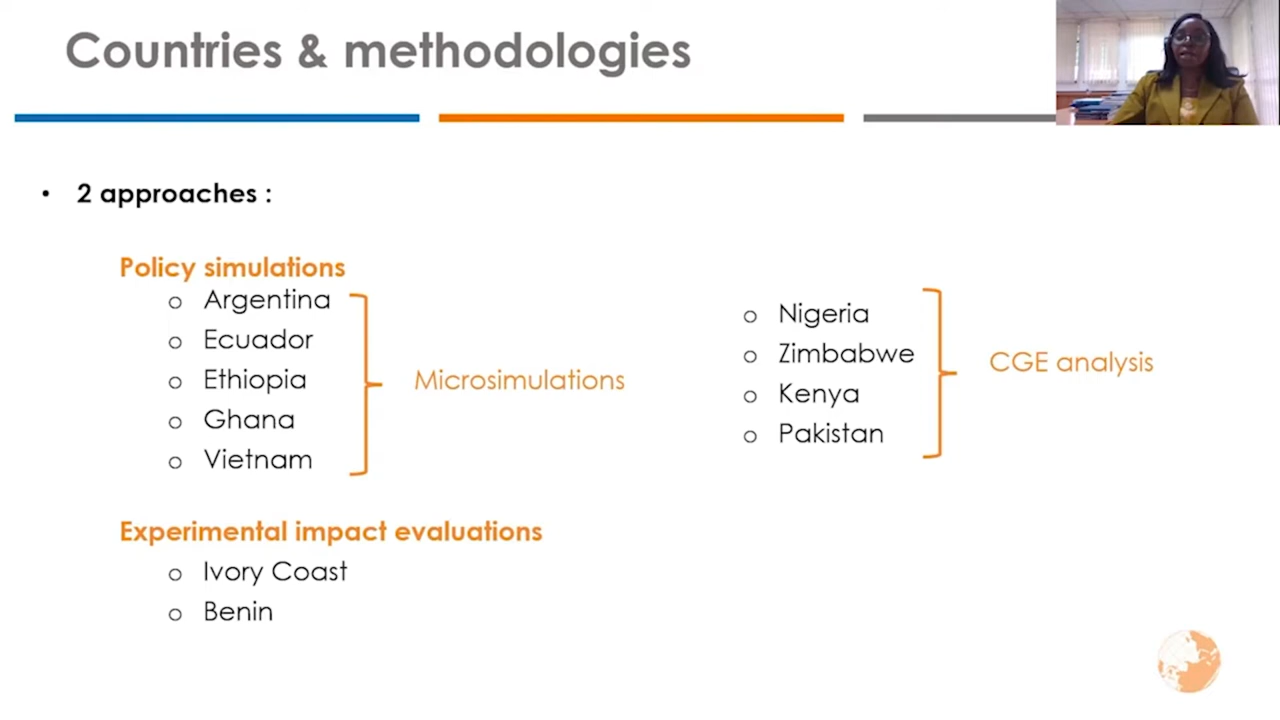 Countries & methodologies
• 2 approaches :
Policy simulations
o Argentina
o Ecuador
o Ethiopia
o Ghana
o Vietnam
Microsimulations
o Nigeria
o Zimbabwe
o Kenya
o Pakistan
CGE analysis
Experimental impact evaluations
o Ivory Coast
o Benin